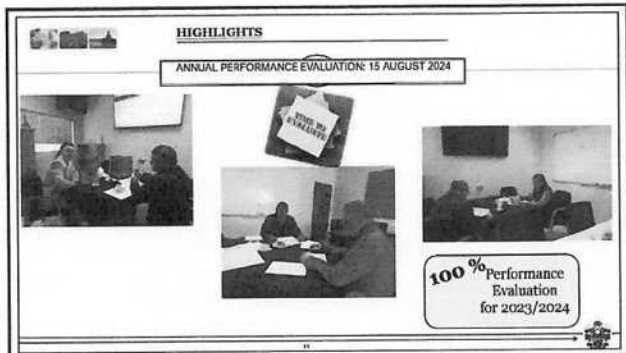 HIGHLIGHTS
ANNUAL PERFORMANCE EVALUATION: 15 AUGUST 2024
100 % Performance
Evaluation
for 2023/2024